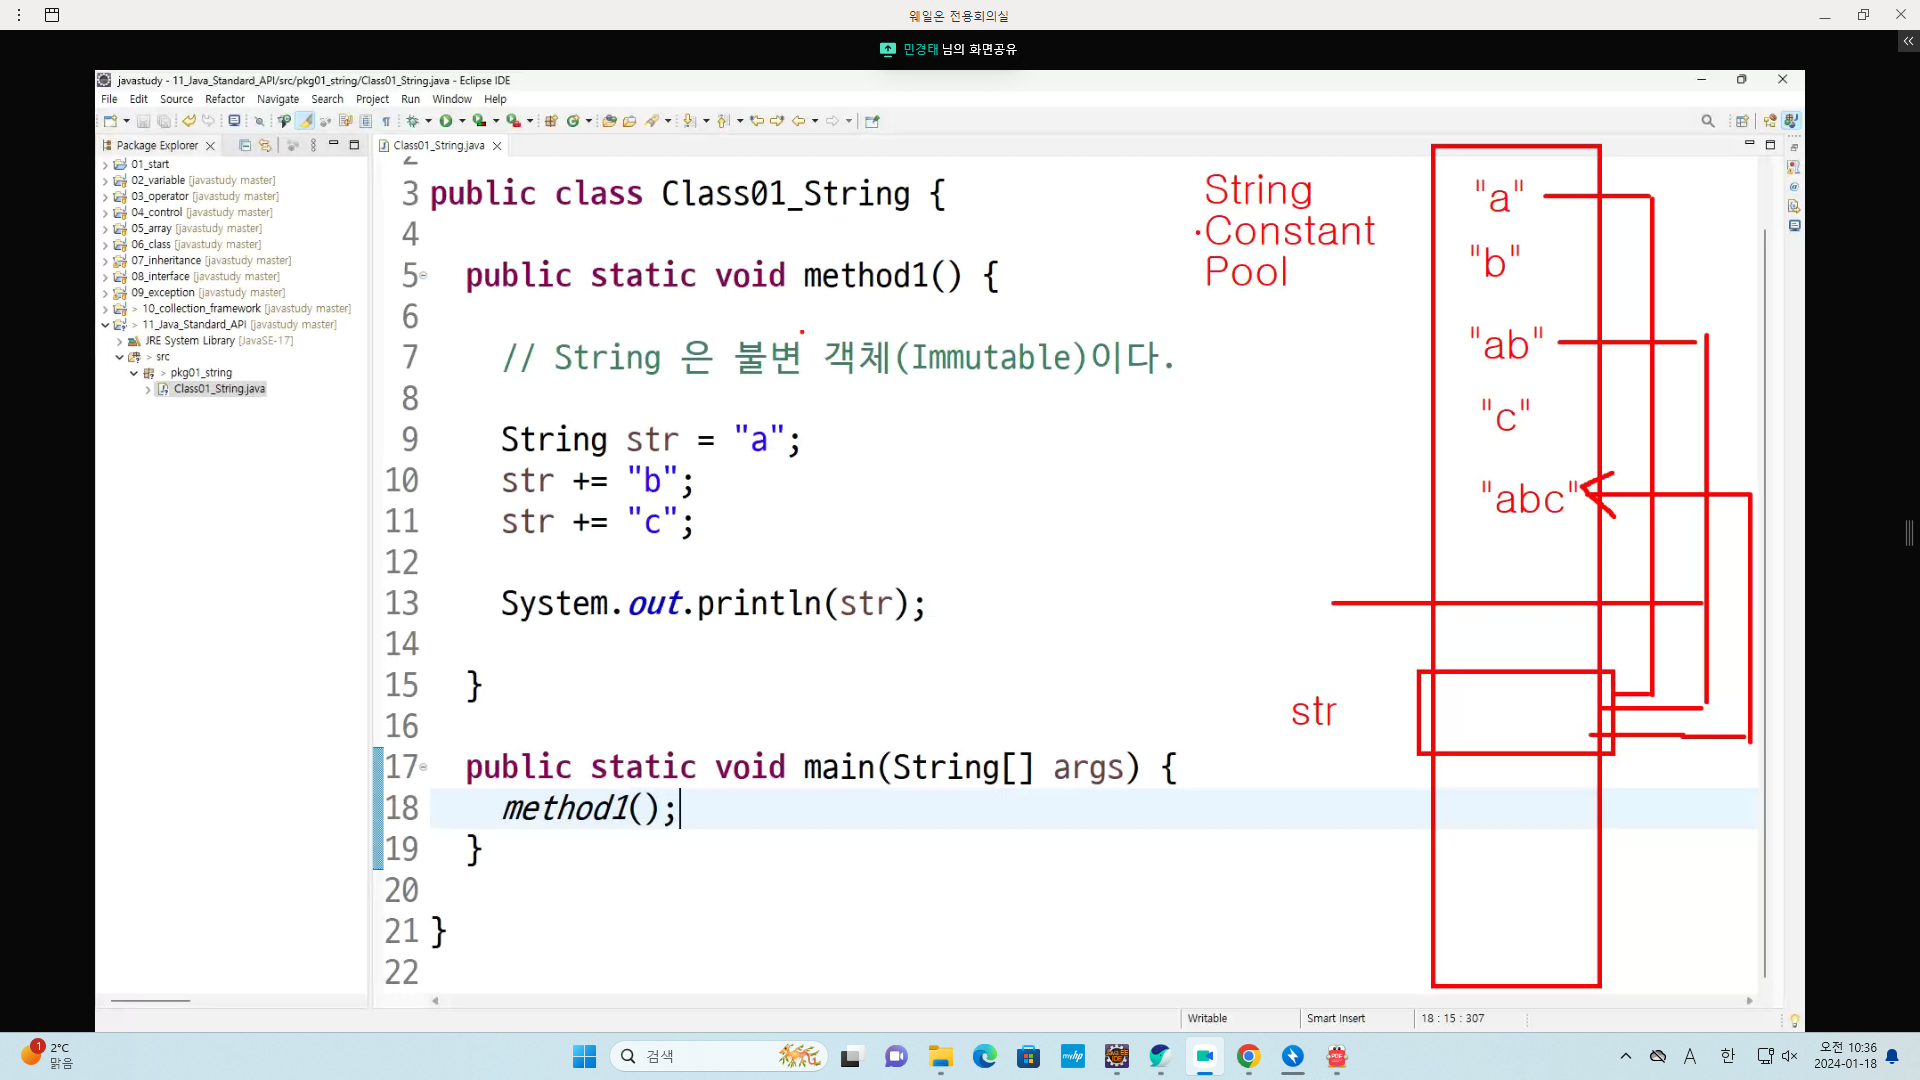 웨일온 전용회의실
민경태 님의 화면공유
javastudy - 11_Java_Standard_API/src/pkg01_string/Class01_String.java - Eclipse IDE
File Edit Source Refactor Navigate Search Project Run Window Help
Package Explorer
01_start
02_variable [javastudy master]
03_operator [javastudy master]
04_control [javastudy master]
05_array [javastudy master]
06_class [javastudy master]
07_inheritance [javastudy master]
08_interface [javastudy master]
09_exception [javastudy master]
> 10_collection_framework [javastudy master]
> 11_Java_Standard_API [javastudy master]
JRE System Library [JavaSE-17]
> src
> pkg01_string
Class01_String.java
Class01_String.java
2
3 public class Class01_String {
4
5 public static void method1() {
6
7 // String 은 불변 객체(Immutable)이다.
8
9 String str = "a";
10 str += "b";
11 str += "c";
12
13 System.out.println(str);
14
15 }
16
17 public static void main(String[] args) {
18 method1();
19 }
20
21 }
22
String
Constant
Pool
"a"
"b"
"ab"
"c"
"abc"
str
Writable Smart Insert 18 : 15 : 307
1
2°C
맑음
검색
myhp
Java EE
IDE
PDF
A
한
오전 10:36
2024-01-18